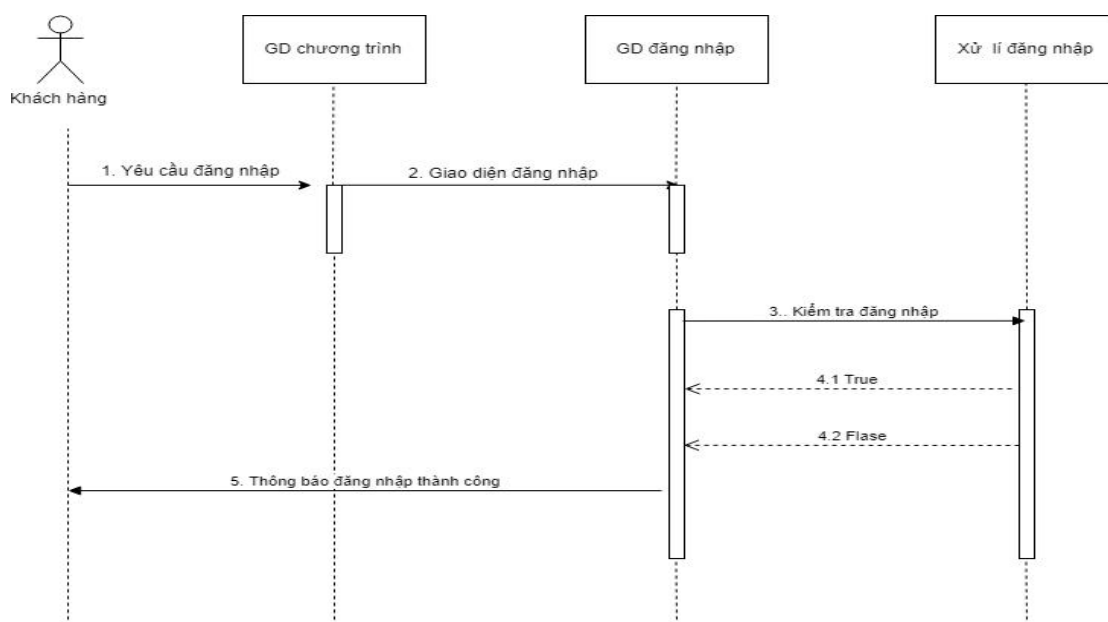 GD chương trình
GD đăng nhập
Xử lí đăng nhập
Khách hàng
1. Yêu cầu đăng nhập
2. Giao diện đăng nhập
3.. Kiểm tra đăng nhập
4.1 True
4.2 Flase
5. Thông báo đăng nhập thành công